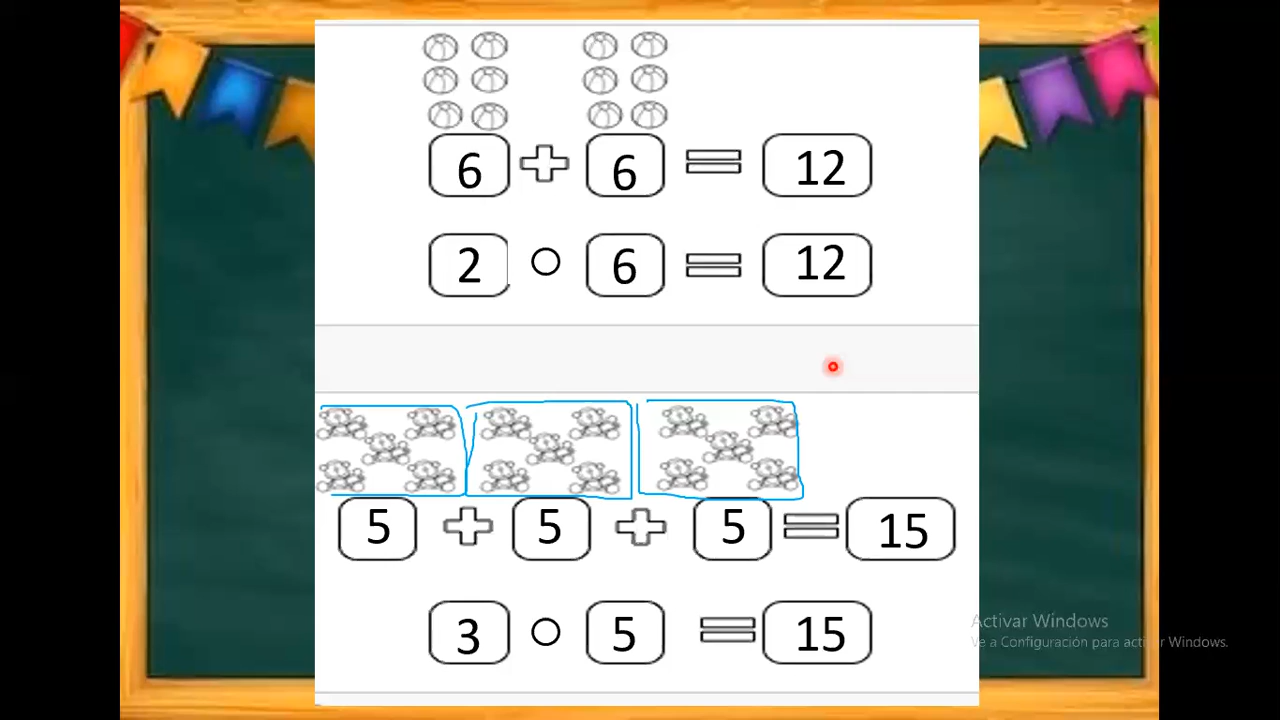 6 + 6 = 12
2 ○ 6 = 12
5 + 5 + 5 = 15
3 ○ 5 = 15
Activar Windows
Ve a Configuración para activar Windows.